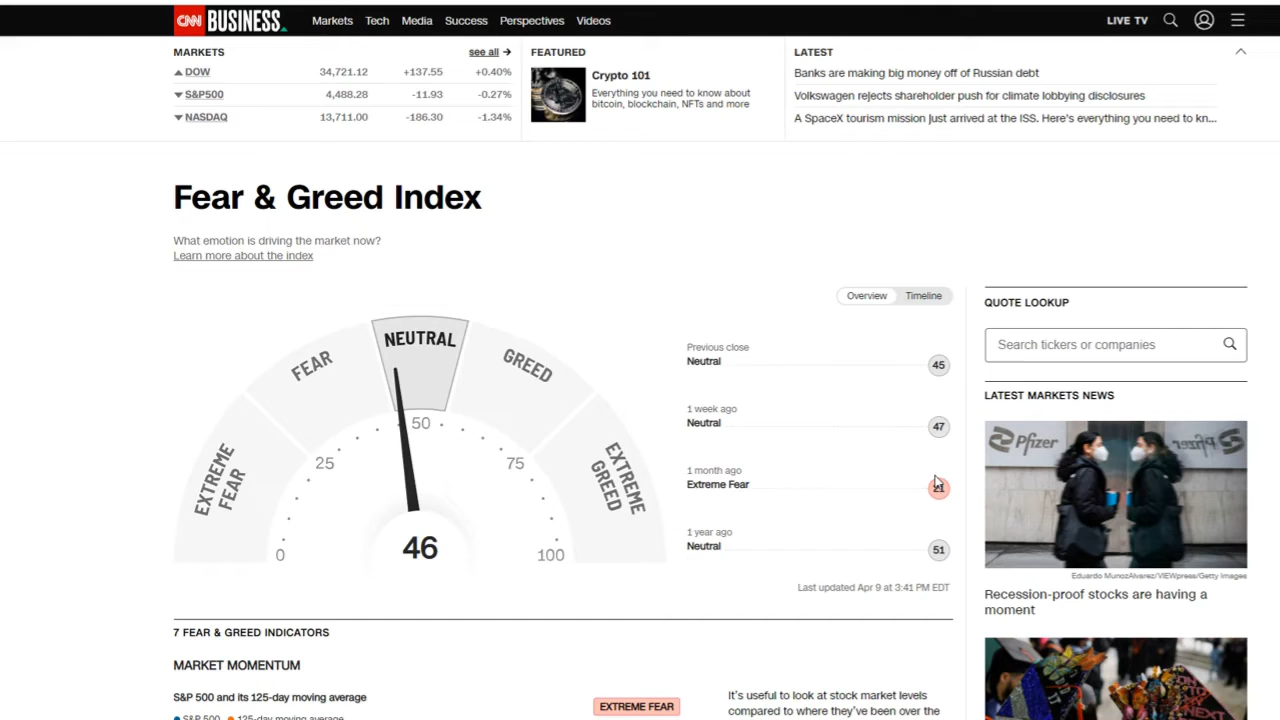 CNN BUSINESS Markets Tech Media Success Perspectives Videos LIVE TV
MARKETS see all →
DOW 34,721.12 +137.55 +0.40%
S&P500 4,488.28 -11.93 -0.27%
NASDAQ 13,711.00 -186.30 -1.34%
FEATURED
Crypto 101
Everything you need to know about
bitcoin, blockchain, NFTs and more
LATEST
Banks are making big money off of Russian debt
Volkswagen rejects shareholder push for climate lobbying disclosures
A SpaceX tourism mission just arrived at the ISS. Here's everything you need to kn...
Fear & Greed Index
What emotion is driving the market now?
Learn more about the index
Overview Timeline
EXTREME
FEAR
FEAR
NEUTRAL
GREED
EXTREME
GREED
0
25
50
75
100
46
Previous close
Neutral 45
1 week ago
Neutral 47
1 month ago
Extreme Fear 21
1 year ago
Neutral 51
Last updated Apr 9 at 3:41 PM EDT
7 FEAR & GREED INDICATORS
MARKET MOMENTUM
S&P 500 and its 125-day moving average
S&P 500 125-day moving average
EXTREME FEAR
It's useful to look at stock market levels
compared to where they've been over the
QUOTE LOOKUP
Search tickers or companies
LATEST MARKETS NEWS
Pfizer
Eduardo MunozAlvarez/VIEWpress/Getty Images
Recession-proof stocks are having a
moment